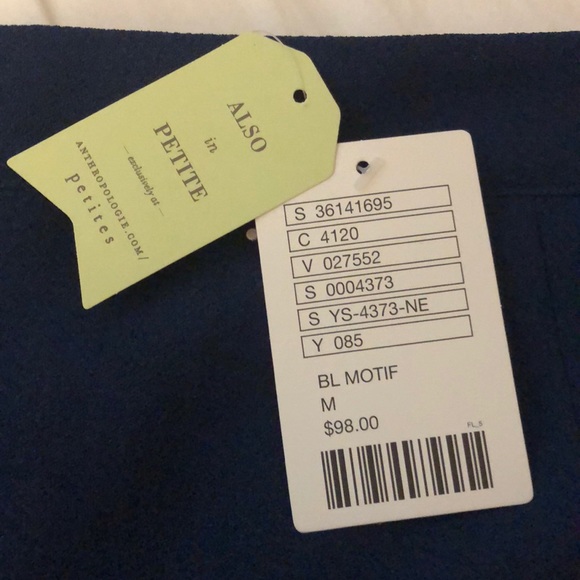 ALSO
in
PETITE
— exclusively at —
ANTHROPOLOGIE.COM/
petites
S 36141695
C 4120
V 027552
S 0004373
S YS-4373-NE
Y 085
BL MOTIF
M
$98.00
FL_5